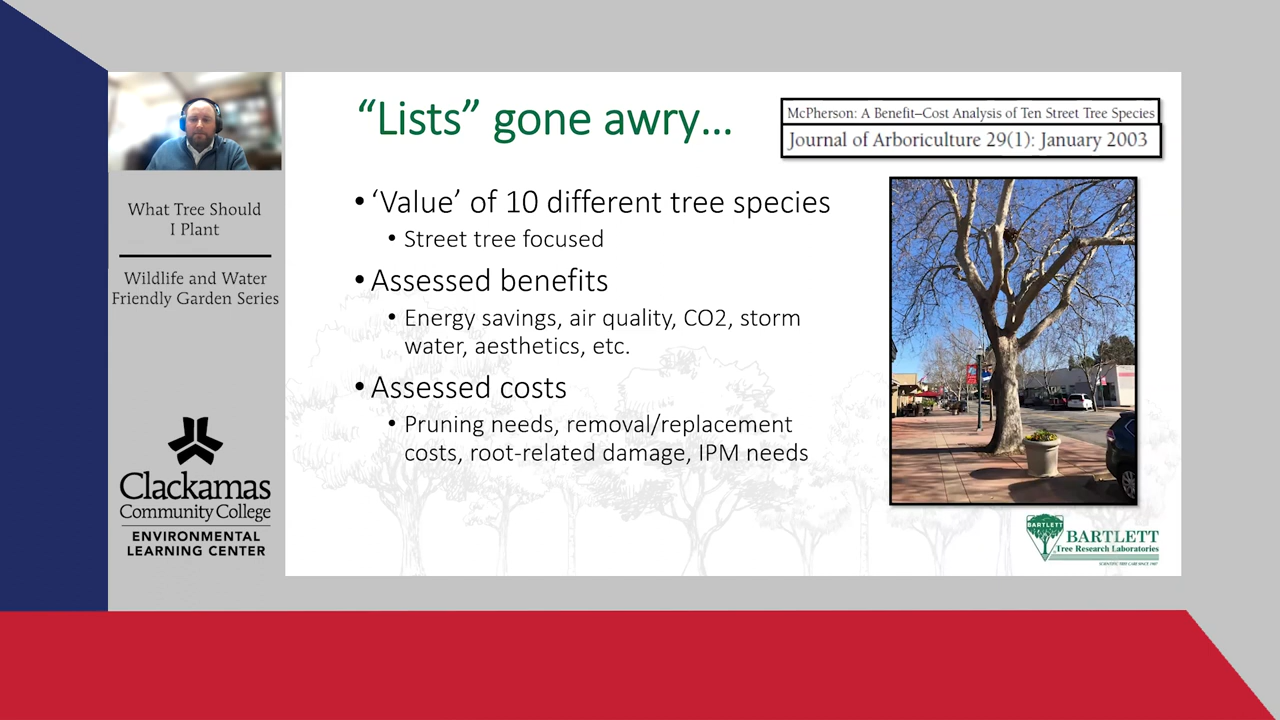 What Tree Should
I Plant
Wildlife and Water
Friendly Garden Series
Clackamas
Community College
ENVIRONMENTAL
LEARNING CENTER
“Lists” gone awry...
McPherson: A Benefit–Cost Analysis of Ten Street Tree Species
Journal of Arboriculture 29(1): January 2003
• ‘Value’ of 10 different tree species
• Street tree focused
• Assessed benefits
• Energy savings, air quality, CO2, storm
water, aesthetics, etc.
• Assessed costs
• Pruning needs, removal/replacement
costs, root-related damage, IPM needs
BARTLETT
BARTLETT
Tree Research Laboratories